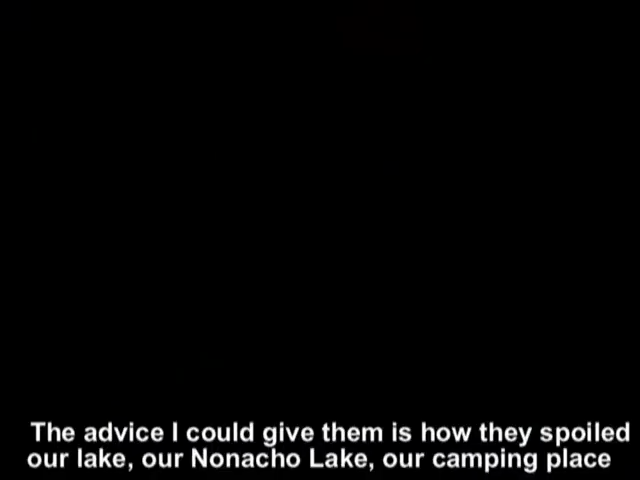 The advice I could give them is how they spoiled
our lake, our Nonacho Lake, our camping place